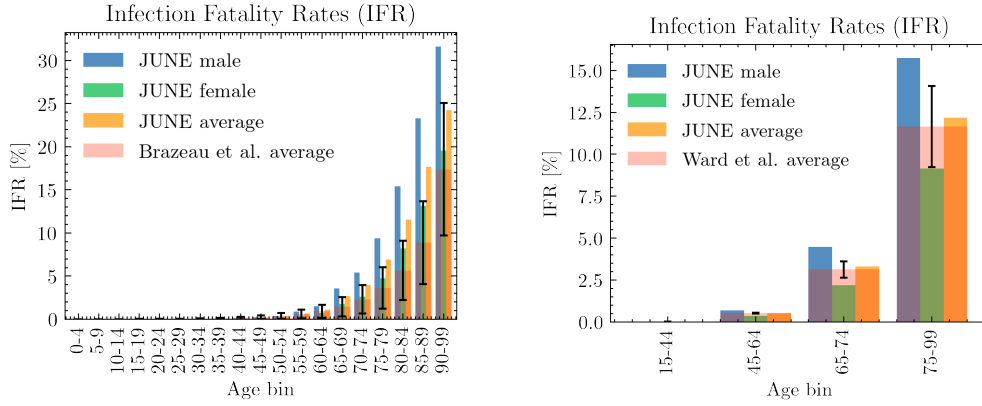 Infection Fatality Rates (IFR)
JUNE male
JUNE female
JUNE average
Brazeau et al. average
IFR [%]
30
25
20
15
10
5
0
0-4
5-9
10-14
15-19
20-24
25-29
30-34
35-39
40-44
45-49
50-54
55-59
60-64
65-69
70-74
75-79
80-84
85-89
90-99
Age bin
Infection Fatality Rates (IFR)
JUNE male
JUNE female
JUNE average
Ward et al. average
IFR [%]
15.0
12.5
10.0
7.5
5.0
2.5
0.0
15-44
45-64
65-74
75-99
Age bin